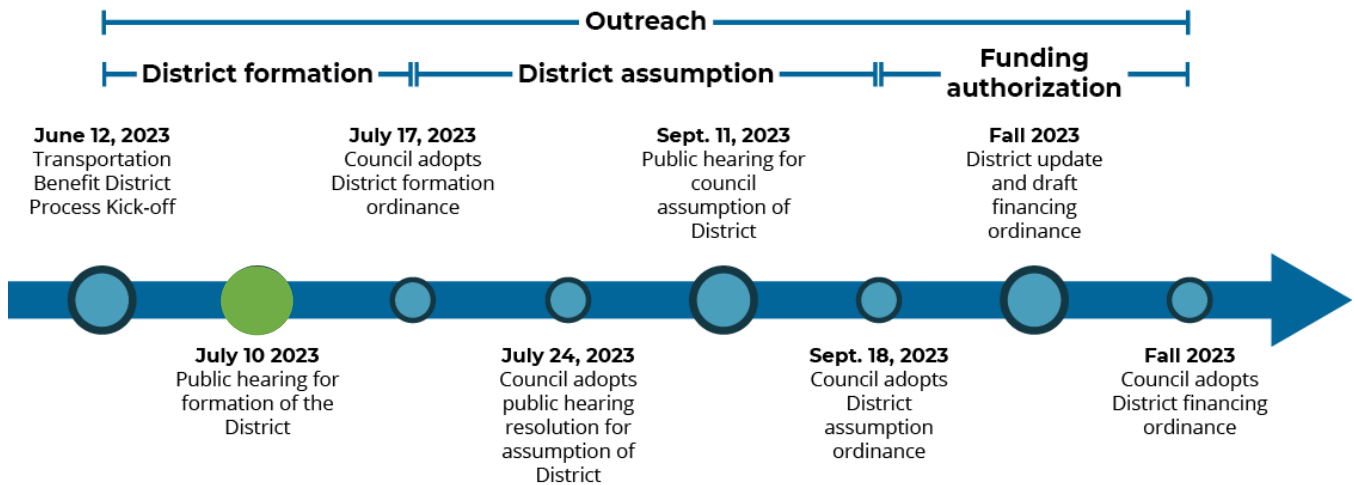 Outreach
District formation
District assumption
Funding
authorization
June 12, 2023
Transportation
Benefit District
Process Kick-off
July 17, 2023
Council adopts
District formation
ordinance
Sept. 11, 2023
Public hearing for
council
assumption of
District
Fall 2023
District update
and draft
financing
ordinance
July 10 2023
Public hearing for
formation of the
District
July 24, 2023
Council adopts
public hearing
resolution for
assumption of
District
Sept. 18, 2023
Council adopts
District
assumption
ordinance
Fall 2023
Council adopts
District financing
ordinance